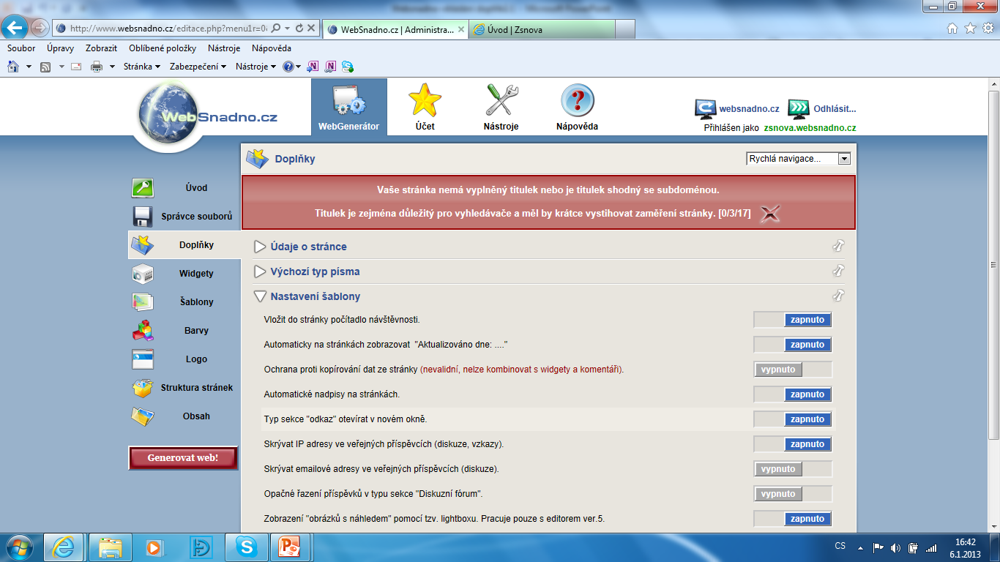 http://www.websnadno.cz/editace.php?menu1r=0
WebSnadno.cz | Administra...
Úvod | Zsnova
Soubor Úpravy Zobrazit Oblíbené položky Nástroje Nápověda
Stránka Zabezpečení Nástroje
WebSnadno.cz
WebGenerátor
Účet
Nástroje
Nápověda
websnadno.cz
Odhlásit...
Přihlášen jako zsnova.websnadno.cz
Doplňky
Rychlá navigace...
Vaše stránka nemá vyplněný titulek nebo je titulek shodný se subdoménou.
Titulek je zejména důležitý pro vyhledávače a měl by krátce vystihovat zaměření stránky. [0/3/17]
Úvod
Správce souborů
Doplňky
Widgety
Šablony
Barvy
Logo
Struktura stránek
Obsah
Generovat web!
Údaje o stránce
Výchozí typ písma
Nastavení šablony
Vložit do stránky počítadlo návštěvnosti. zapnuto
Automaticky na stránkách zobrazovat "Aktualizováno dne: ...." zapnuto
Ochrana proti kopírování dat ze stránky (nevalidní, nelze kombinovat s widgety a komentáři). vypnuto
Automatické nadpisy na stránkách. zapnuto
Typ sekce "odkaz" otevírat v novém okně. zapnuto
Skrývat IP adresy ve veřejných příspěvcích (diskuze, vzkazy). zapnuto
Skrývat emailové adresy ve veřejných příspěvcích (diskuze). vypnuto
Opačné řazení příspěvků v typu sekce "Diskuzní fórum". vypnuto
Zobrazení "obrázků s náhledem" pomocí tzv. lightboxu. Pracuje pouze s editorem ver.5. zapnuto
CS
16:42
6.1.2013